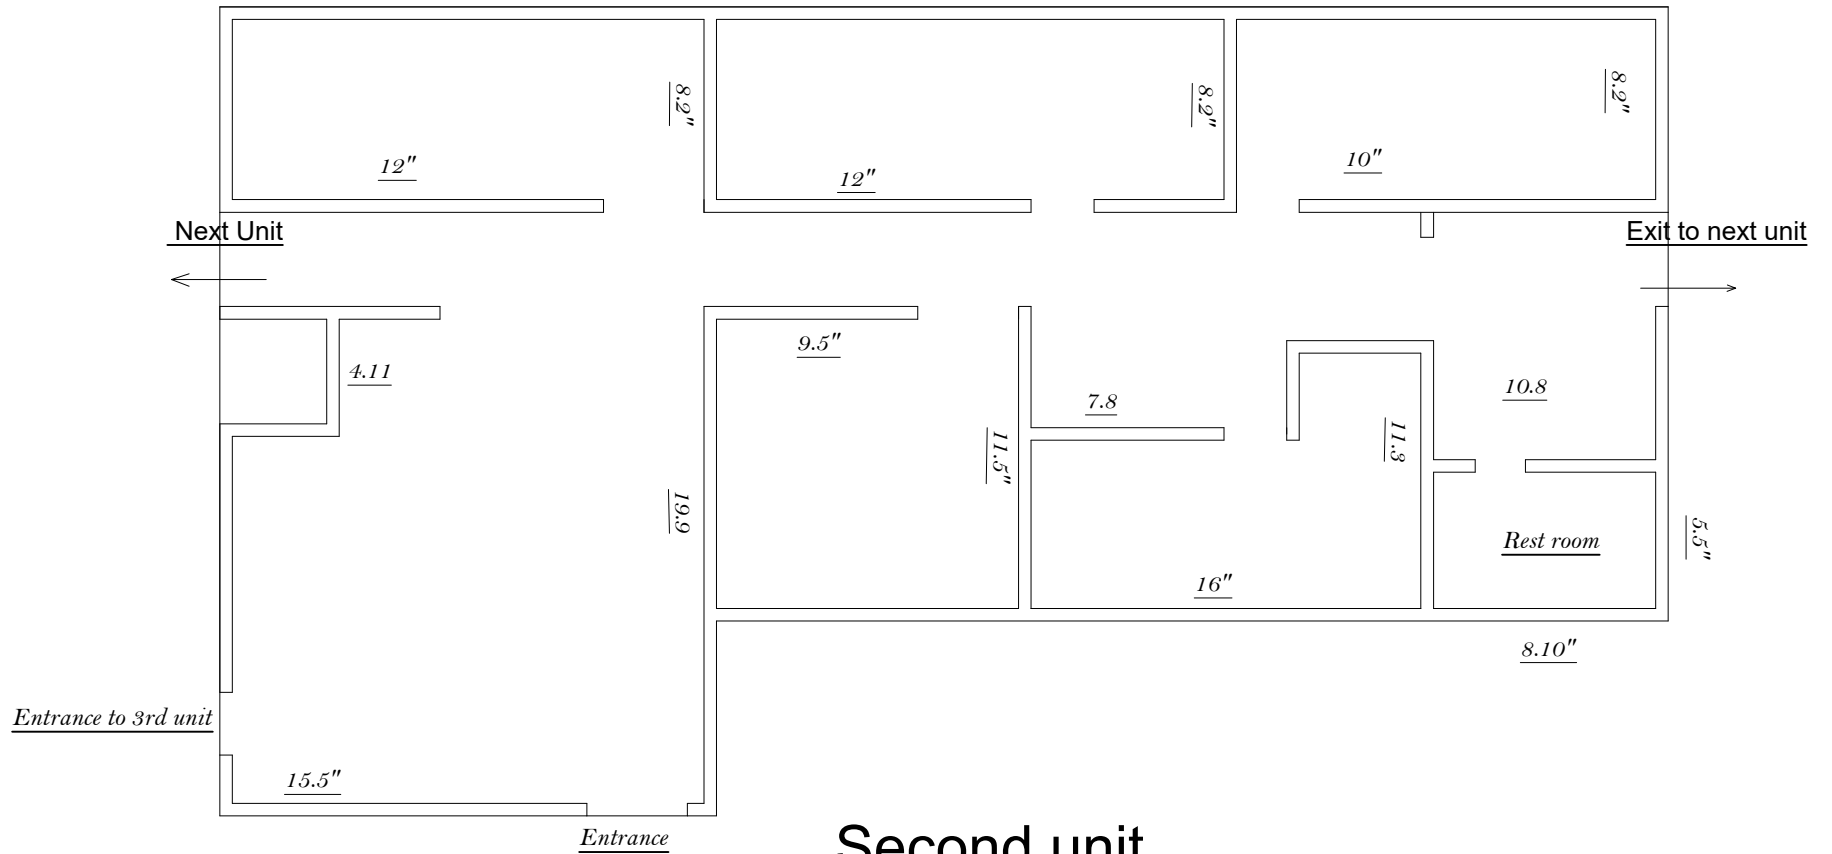 8.2"
8.2"
8.2"
12"
12"
10"
Next Unit
Exit to next unit
9.5"
4.11
10.8
7.8
11.5"
11.3
19.9
Rest room
5.5"
16"
8.10"
Entrance to 3rd unit
15.5"
Entrance
Second unit